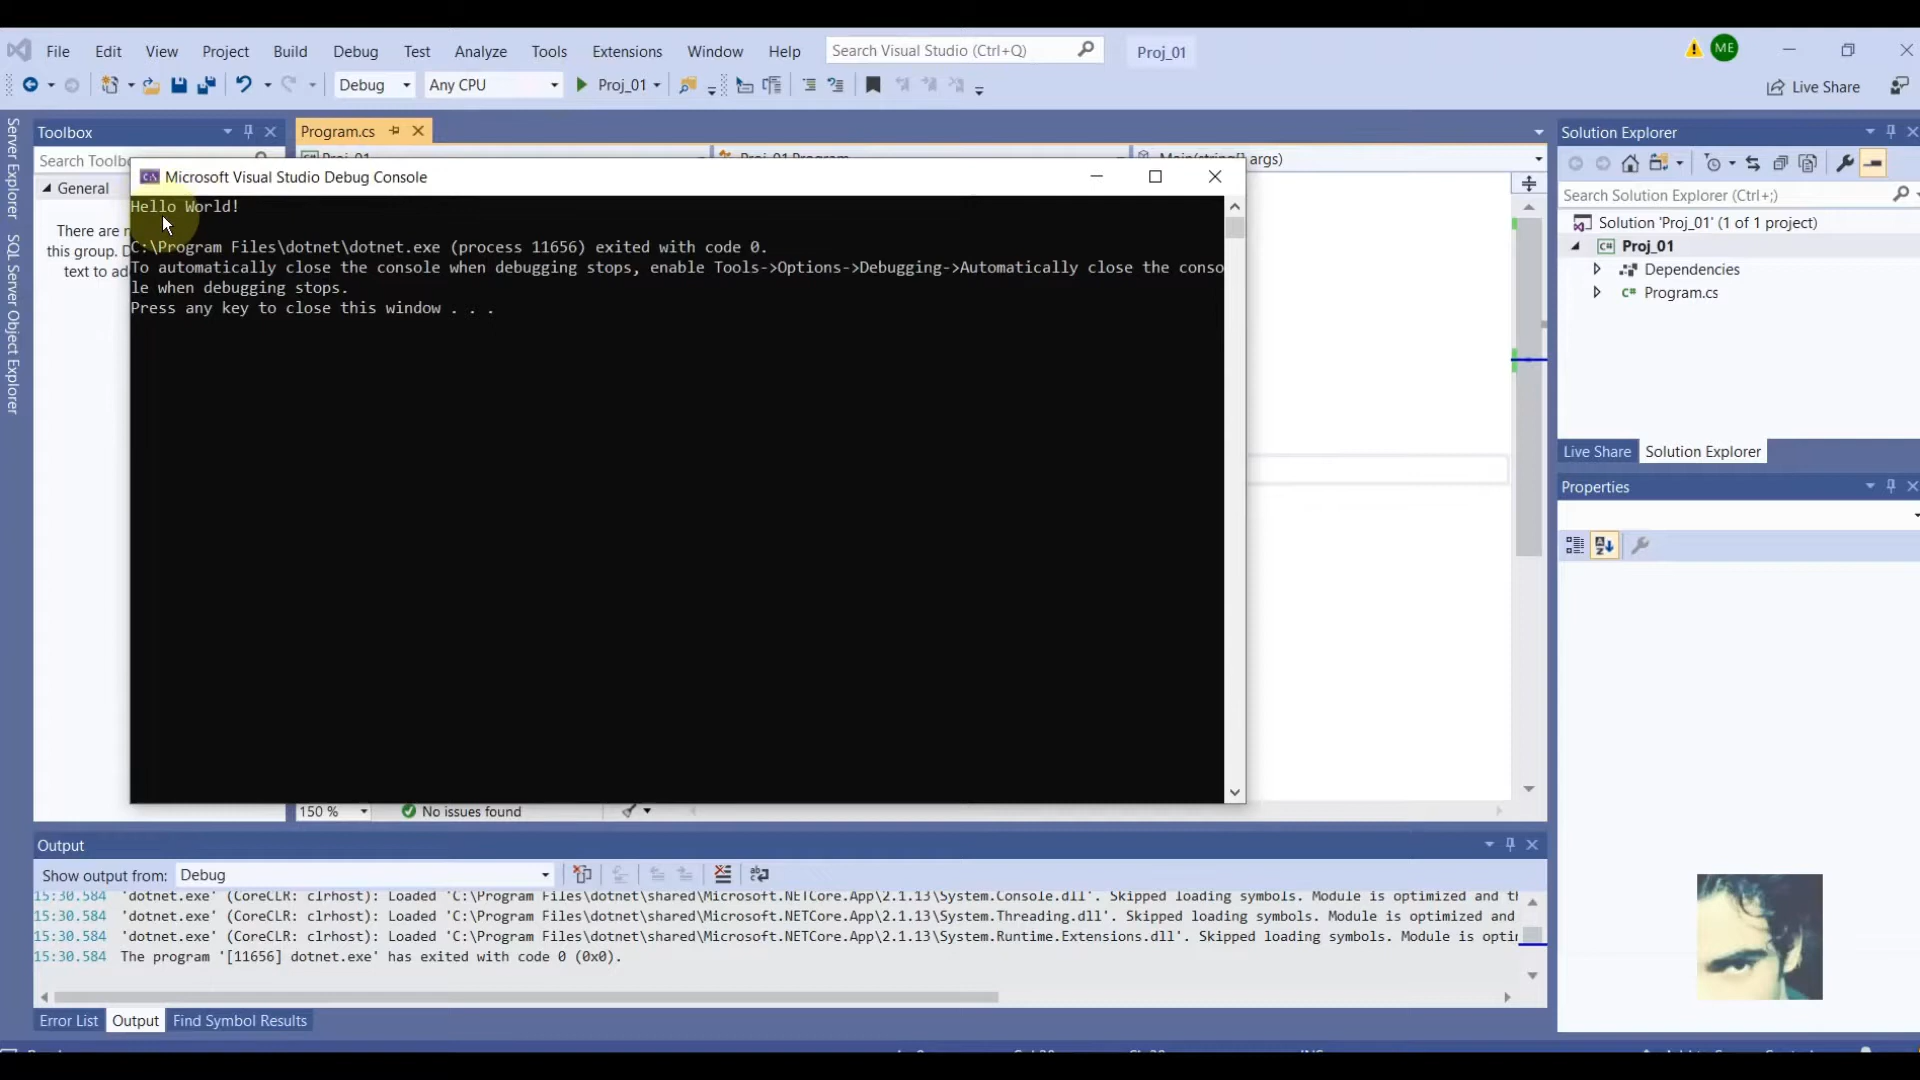 File Edit View Project Build Debug Test Analyze Tools Extensions Window Help Search Visual Studio (Ctrl+Q) Proj_01 ME
Debug Any CPU Proj_01 Live Share
Server Explorer
SQL Server Object Explorer
Toolbox
Search Toolb
General
There are n
this group. D
text to ad
Program.cs
args)
Microsoft Visual Studio Debug Console
Hello World!
C:\Program Files\dotnet\dotnet.exe (process 11656) exited with code 0.
To automatically close the console when debugging stops, enable Tools->Options->Debugging->Automatically close the conso
le when debugging stops.
Press any key to close this window . . .
150 % No issues found
Solution Explorer
Search Solution Explorer (Ctrl+;)
Solution 'Proj_01' (1 of 1 project)
Proj_01
Dependencies
Program.cs
Live Share Solution Explorer
Properties
Output
Show output from: Debug
15:30.584 'dotnet.exe' (CoreCLR: clrhost): Loaded 'C:\Program Files\dotnet\shared\Microsoft.NETCore.App\2.1.13\System.Console.dll'. Skipped loading symbols. Module is optimized and th
15:30.584 'dotnet.exe' (CoreCLR: clrhost): Loaded 'C:\Program Files\dotnet\shared\Microsoft.NETCore.App\2.1.13\System.Threading.dll'. Skipped loading symbols. Module is optimized and
15:30.584 'dotnet.exe' (CoreCLR: clrhost): Loaded 'C:\Program Files\dotnet\shared\Microsoft.NETCore.App\2.1.13\System.Runtime.Extensions.dll'. Skipped loading symbols. Module is opti
15:30.584 The program '[11656] dotnet.exe' has exited with code 0 (0x0).
Error List Output Find Symbol Results